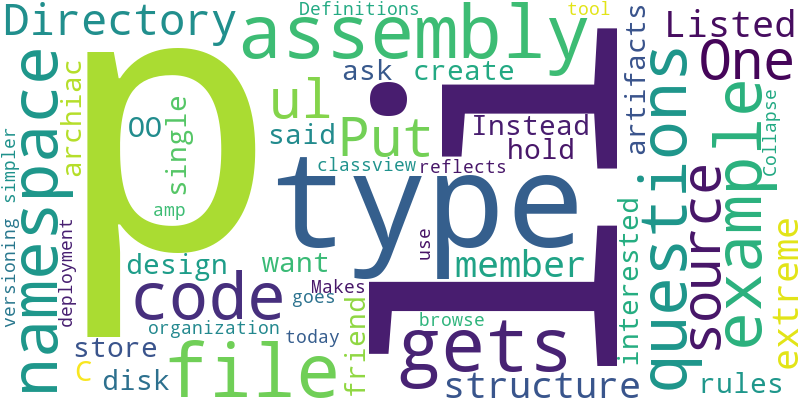 Definitions
tool
Directory
assembly
Listed
artifacts
One
archiac
ask
create
p
li
ul
OO
single
namespace
said
Put
Instead
hold
questions
example
Collapse
simpler
classview
reflects
type
source
amp
interested
versioning
deployment
use
design
want
member
extreme
code
Makes
goes
friend
organization
browse
today
gets
store
file
c
disk
structure
rules